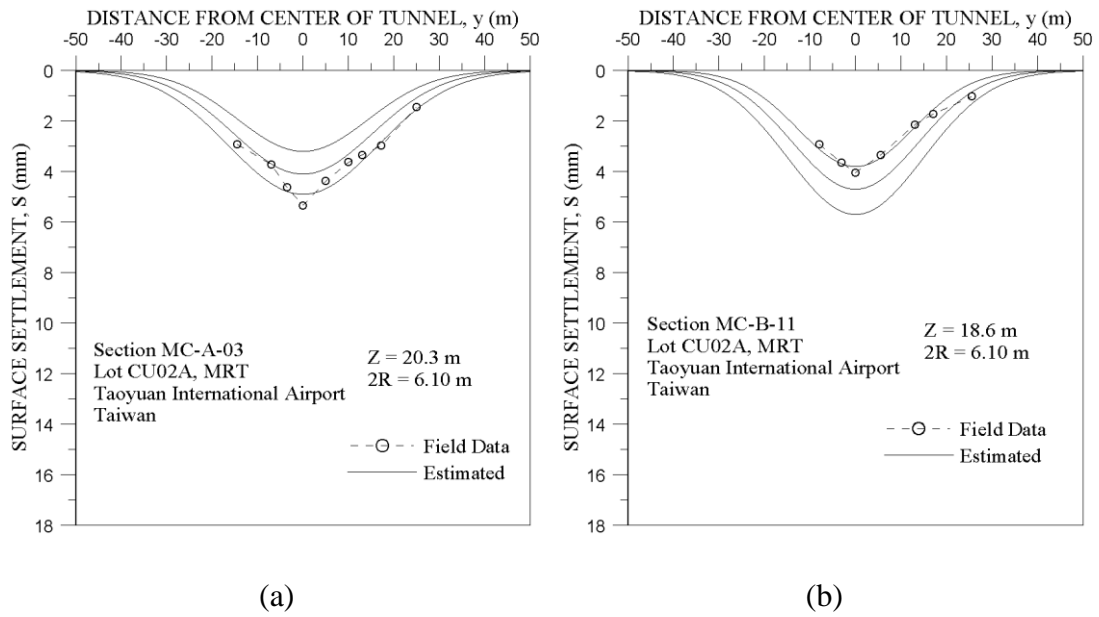 DISTANCE FROM CENTER OF TUNNEL, y (m)
-50 -40 -30 -20 -10 0 10 20 30 40 50
SURFACE SETTLEMENT, S (mm)
0
2
4
6
8
10
12
14
16
18
Section MC-A-03
Lot CU02A, MRT
Taoyuan International Airport
Taiwan
Z = 20.3 m
2R = 6.10 m
Field Data
Estimated
(a)
DISTANCE FROM CENTER OF TUNNEL, y (m)
-50 -40 -30 -20 -10 0 10 20 30 40 50
SURFACE SETTLEMENT, S (mm)
0
2
4
6
8
10
12
14
16
18
Section MC-B-11
Lot CU02A, MRT
Taoyuan International Airport
Taiwan
Z = 18.6 m
2R = 6.10 m
Field Data
Estimated
(b)